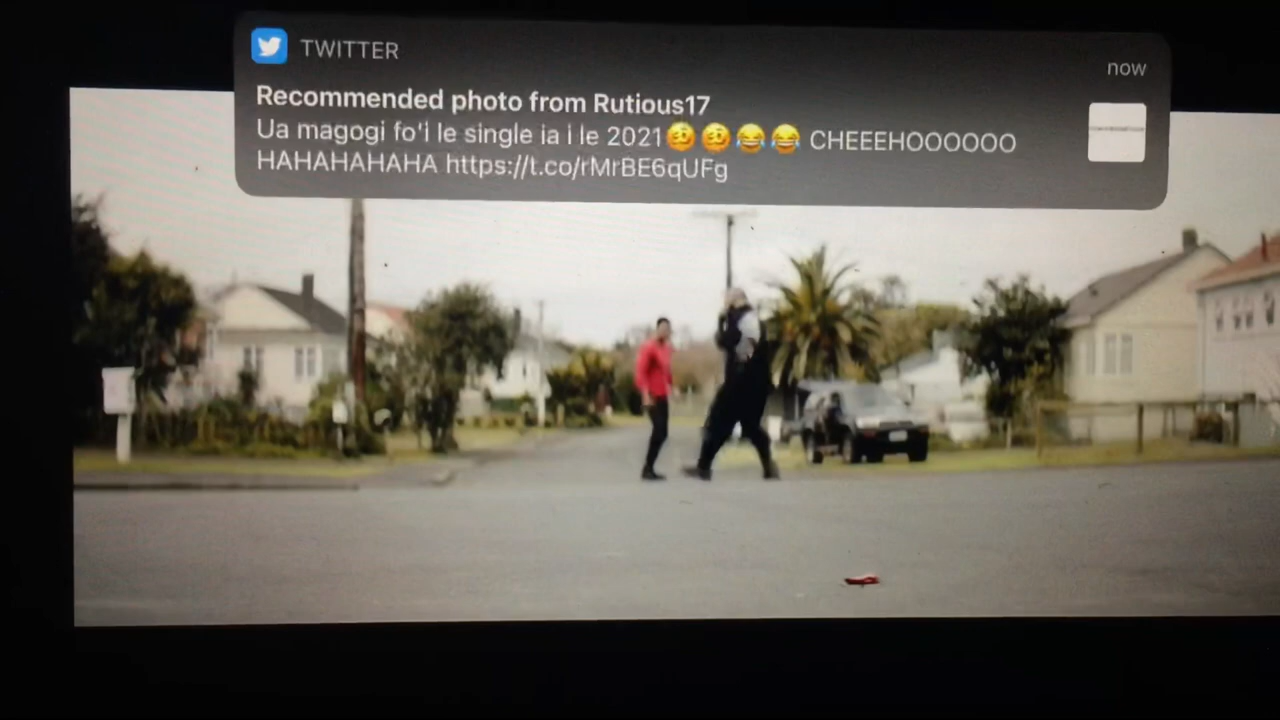 TWITTER
now
Recommended photo from Rutious17
Ua magogi fo'i le single ia i le 2021🥴🥴😂😂 CHEEEHOOOOOO
HAHAHAHAHA https://t.co/rMrBE6qUFg